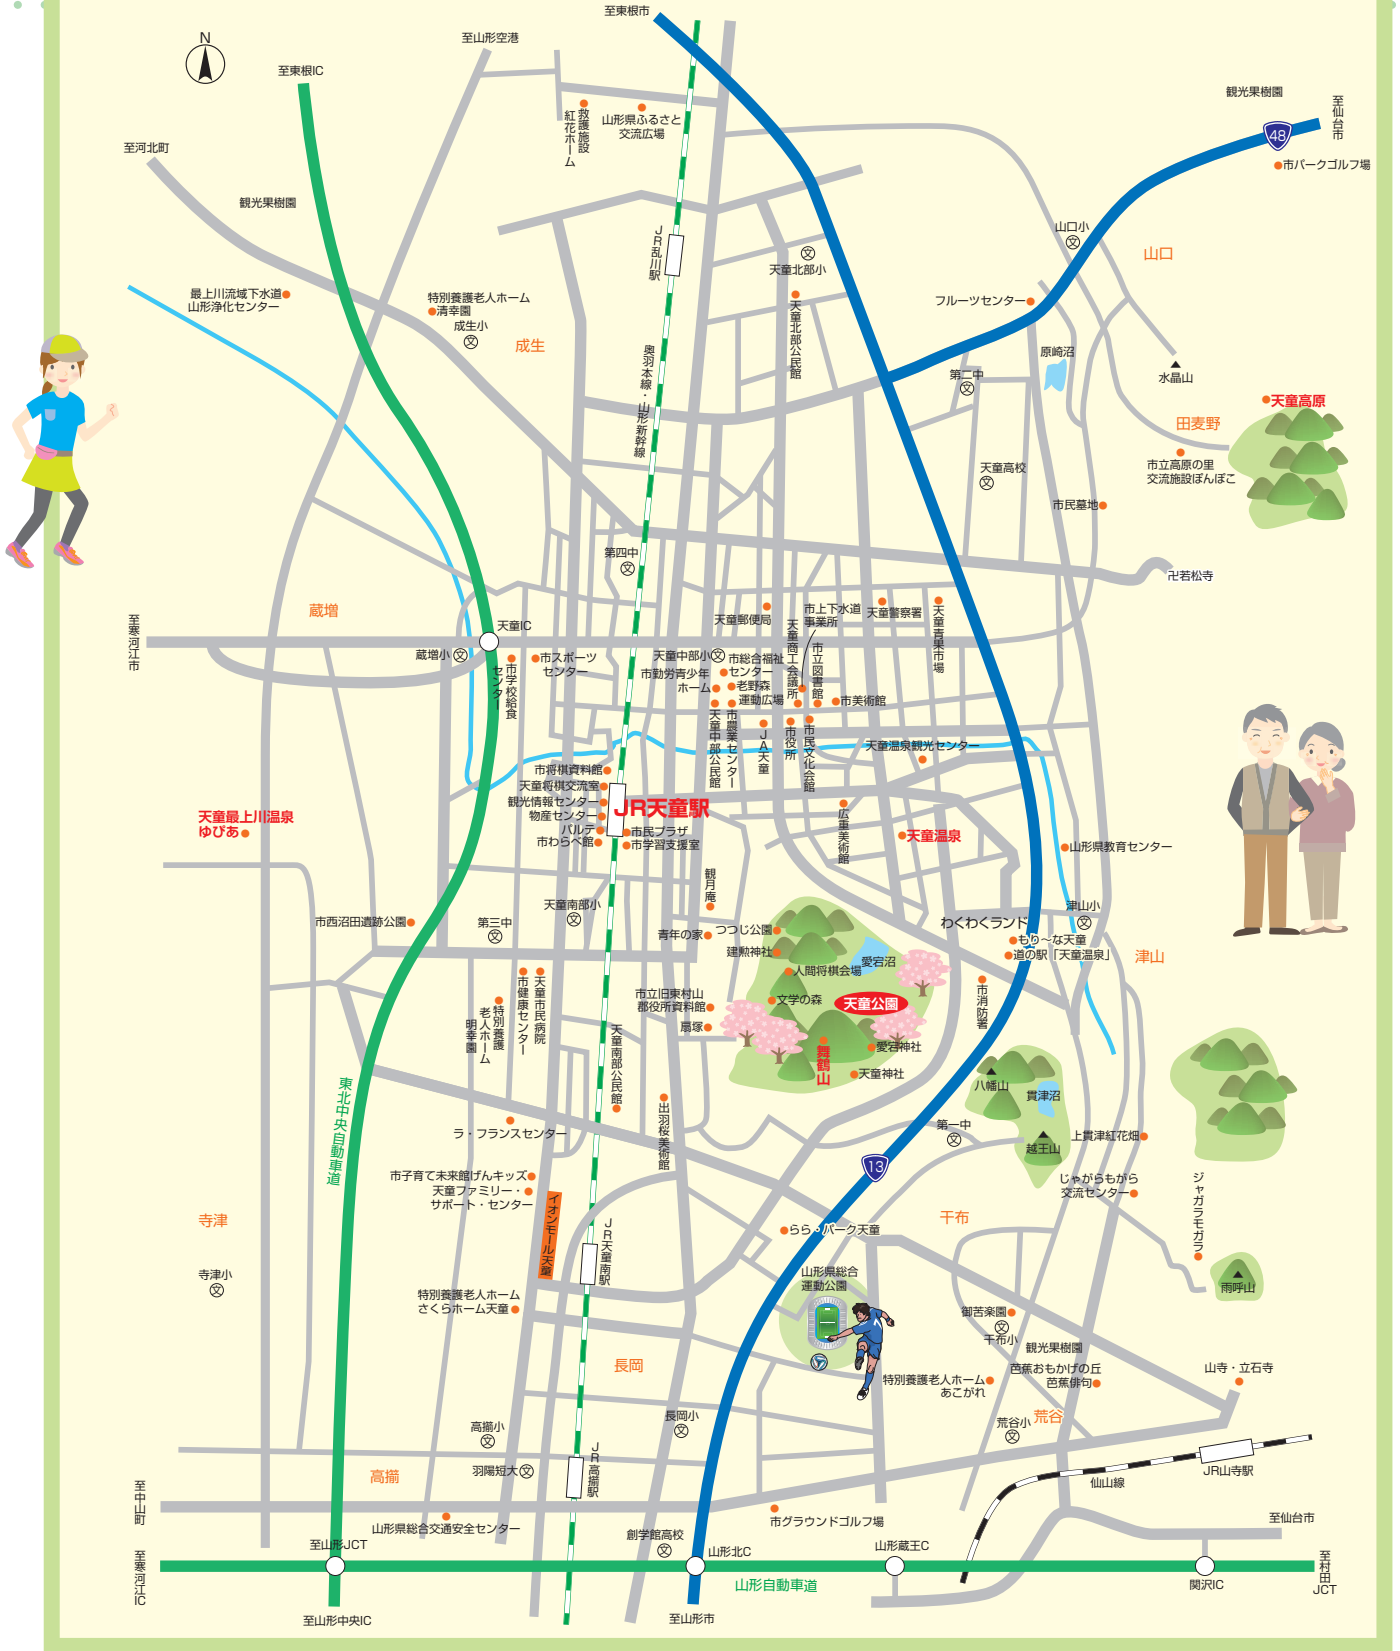 至東根市
N
至山形空港
至東根IC
観光果樹園
至仙台市
48
市パークゴルフ場
救護施設
紅花ホーム
山形県ふるさと
交流広場
至河北町
観光果樹園
JR乱川駅
山口小
文
山口
文
天童北部小
最上川流域下水道
山形浄化センター
特別養護老人ホーム
清幸園
成生小
文
成生
天童北部公民館
フルーツセンター
奥羽本線・山形新幹線
原崎沼
水晶山
第二中
文
天童高原
田麦野
市立高原の里
交流施設ぽんぽこ
天童高校
文
市民墓地
第四中
文
卍若松寺
蔵増
至寒河江市
天童IC
蔵増小
文
市学校給食
センター
市スポーツ
センター
天童郵便局
市上下水道
事業所
天童警察署
天童青果市場
天童商工会議所
市立図書館
天童中部小
文
市総合福祉
センター
市勤労青少年
ホーム
老野森
運動広場
市美術館
天童中部公民館
市農業センター
JA天童
市役所
市民文化会館
天童温泉観光センター
市将棋資料館
天童将棋交流室
観光情報センター
物産センター
パルテ
市わらべ館
JR天童駅
市民プラザ
市学習支援室
天童最上川温泉
ゆぴあ
広重美術館
天童温泉
山形県教育センター
観月庵
天童南部小
文
市西沼田遺跡公園
第三中
文
青年の家
つつじ公園
建勲神社
人間将棋会場
愛宕沼
わくわくランド
もり～な天童
道の駅「天童温泉」
津山小
文
津山
市消防署
文学の森
天童公園
市立旧東村山
郡役所資料館
扇塚
舞鶴山
愛宕神社
天童神社
天童市民病院
市健康センター
特別養護
老人ホーム
明幸園
天童南部公民館
八幡山
貫津沼
越王山
東北中央自動車道
ラ・フランスセンター
出羽桜美術館
第一中
文
上貫津紅花畑
13
じゃがらもがら
交流センター
ジャガラモガラ
市子育て未来館げんキッズ
天童ファミリー・
サポート・センター
イオンモール天童
JR天童南駅
寺津
干布
らら・パーク天童
寺津小
文
山形県総合
運動公園
雨呼山
特別養護老人ホーム
さくらホーム天童
御苦楽園
文
干布小
観光果樹園
長岡
芭蕉おもかげの丘
芭蕉俳句
特別養護老人ホーム
あこがれ
山寺・立石寺
長岡小
文
荒谷
荒谷小
文
高擶小
文
羽陽短大
文
JR高擶駅
高擶
JR山寺駅
仙山線
至中山町
山形県総合交通安全センター
市グラウンドゴルフ場
至仙台市
創学館高校
文
至山形JCT
山形北C
山形蔵王C
至寒河江IC
山形自動車道
関沢IC
至村田JCT
至山形中央IC
至山形市